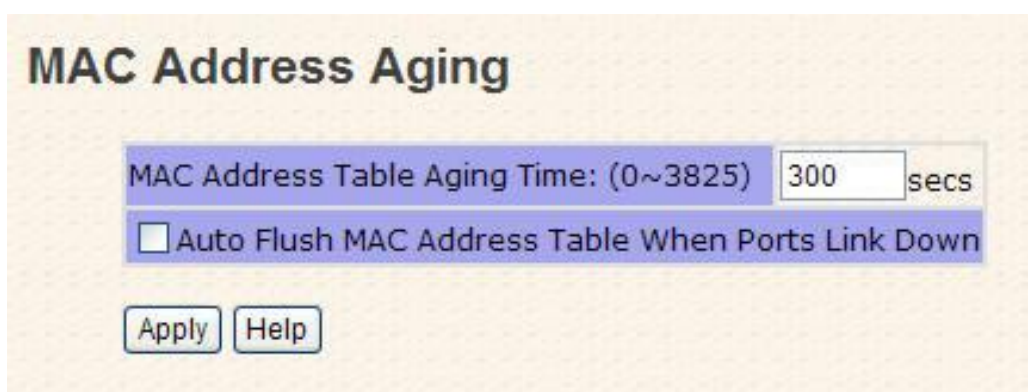 MAC Address Aging
MAC Address Table Aging Time: (0~3825) 300 secs
Auto Flush MAC Address Table When Ports Link Down
Apply Help